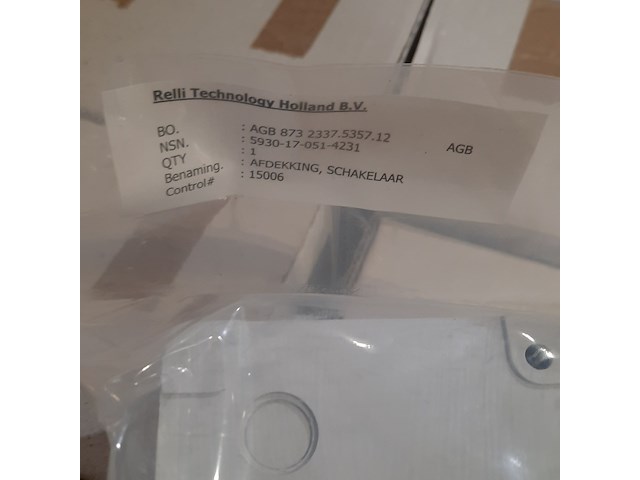 Relli Technology Holland B.V.
BO. : AGB 873 2337.5357.12 AGB
NSN. : 5930-17-051-4231
QTY : 1
Benaming. : AFDEKKING, SCHAKELAAR
Control# : 15006